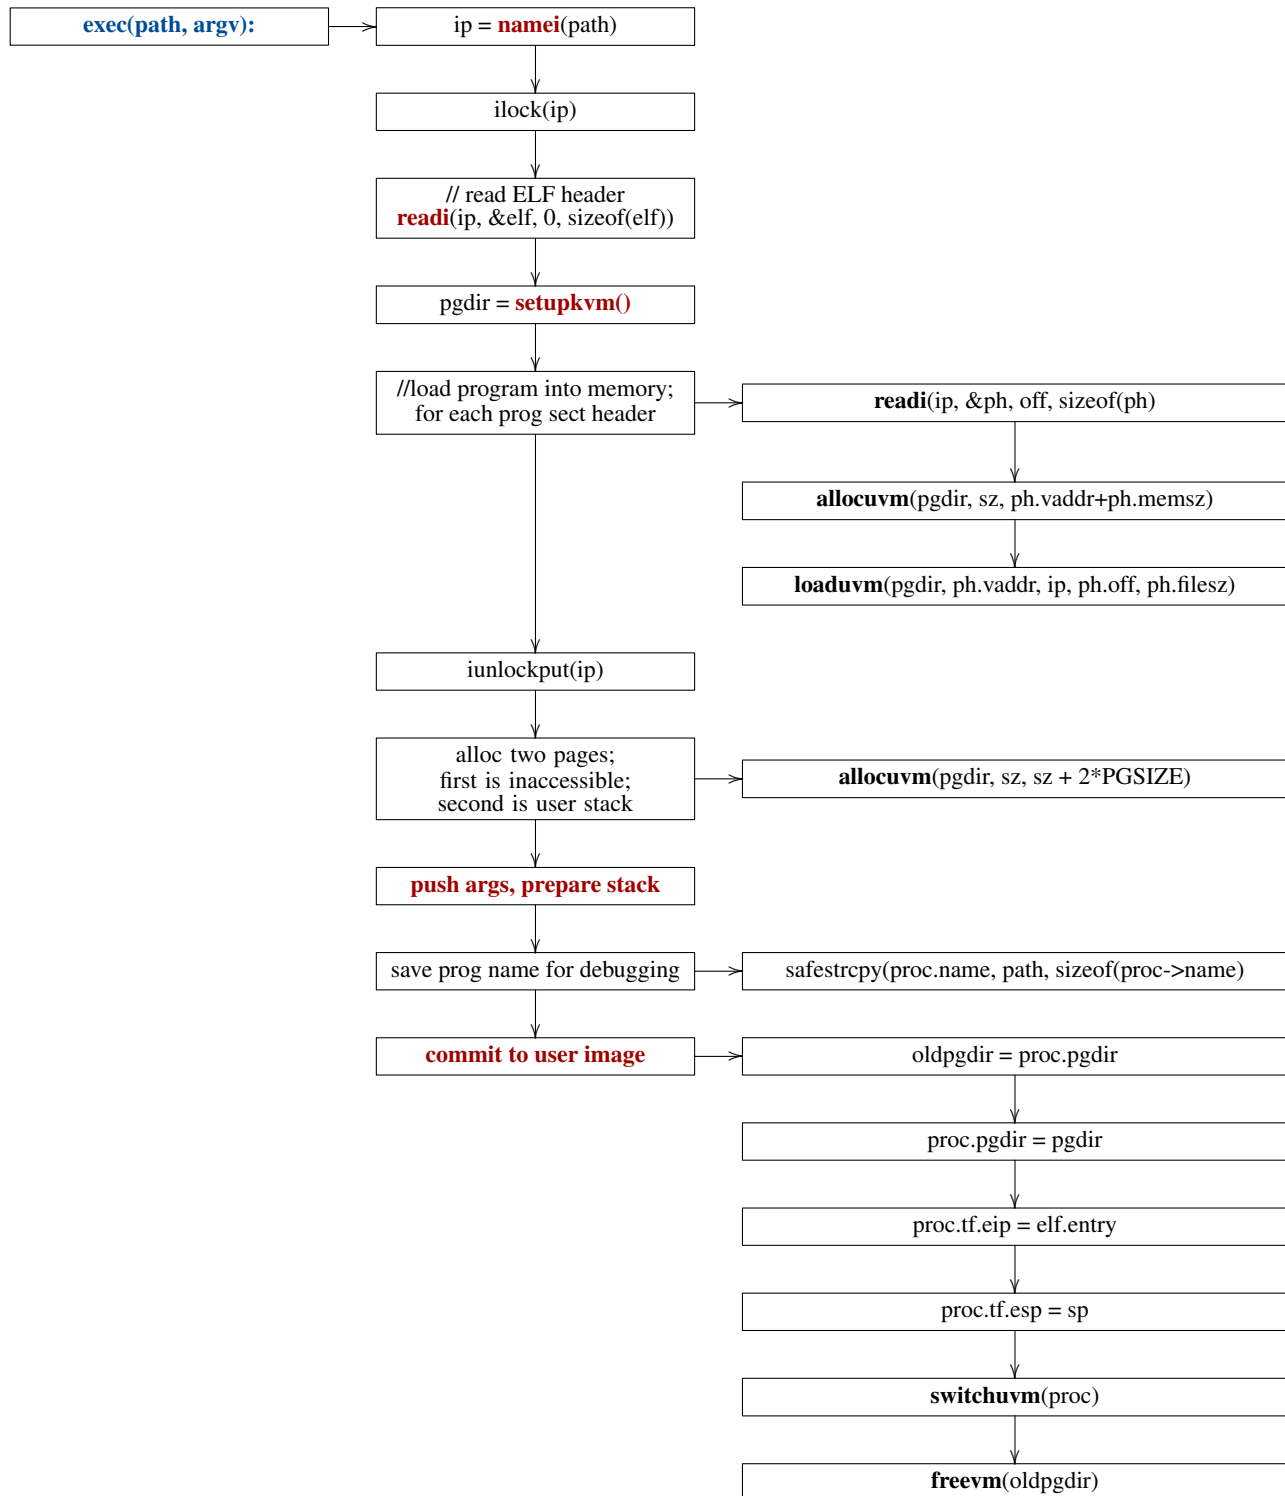 exec(path, argv):
ip = namei(path)
ilock(ip)
// read ELF header
readi(ip, &elf, 0, sizeof(elf))
pgdir = setupkvm()
//load program into memory;
for each prog sect header
readi(ip, &ph, off, sizeof(ph)
allocuvm(pgdir, sz, ph.vaddr+ph.memsz)
loaduvm(pgdir, ph.vaddr, ip, ph.off, ph.filesz)
iunlockput(ip)
alloc two pages;
first is inaccessible;
second is user stack
allocuvm(pgdir, sz, sz + 2*PGSIZE)
push args, prepare stack
save prog name for debugging
safestrcpy(proc.name, path, sizeof(proc->name)
commit to user image
oldpgdir = proc.pgdir
proc.pgdir = pgdir
proc.tf.eip = elf.entry
proc.tf.esp = sp
switchuvm(proc)
freevm(oldpgdir)